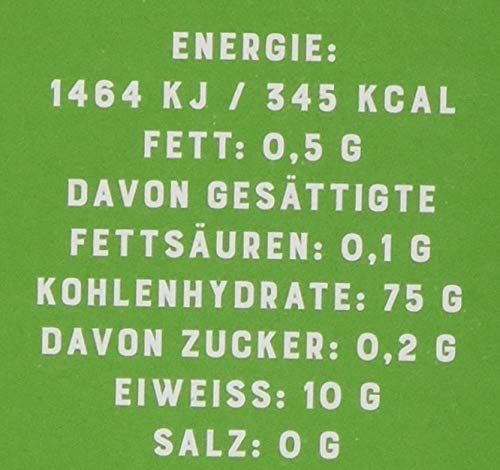 ENERGIE:
1464 KJ / 345 KCAL
FETT: 0,5 G
DAVON GESÄTTIGTE
FETTSÄUREN: 0,1 G
KOHLENHYDRATE: 75 G
DAVON ZUCKER: 0,2 G
EIWEISS: 10 G
SALZ: 0 G